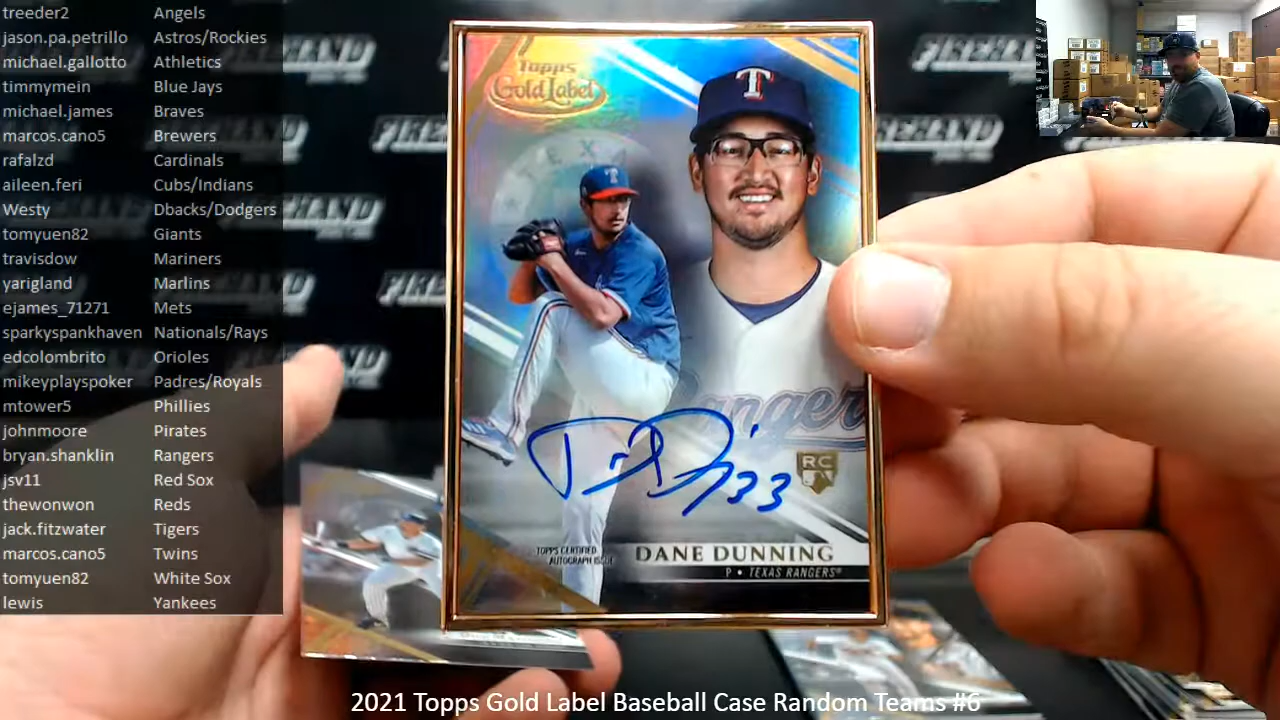 treeder2 Angels
jason.pa.petrillo Astros/Rockies
michael.gallotto Athletics
timmymein Blue Jays
michael.james Braves
marcos.cano5 Brewers
rafalzd Cardinals
aileen.feri Cubs/Indians
Westy Dbacks/Dodgers
tomyuen82 Giants
travisdow Mariners
yarigland Marlins
ejames_71271 Mets
sparkyspankhaven Nationals/Rays
edcolombrito Orioles
mikeyplayspoker Padres/Royals
mtower5 Phillies
johnmoore Pirates
bryan.shanklin Rangers
jsv11 Red Sox
thewonwon Reds
jack.fitzwater Tigers
marcos.cano5 Twins
tomyuen82 White Sox
lewis Yankees
FIREHAND
FIREHAND
Topps
Gold Label
T
TEXA
T
Rangers
33
RC
TOPPS CERTIFIED
AUTOGRAPH ISSUE
DANE DUNNING
P • TEXAS RANGERS®
2021 Topps Gold Label Baseball Case Random Teams #6